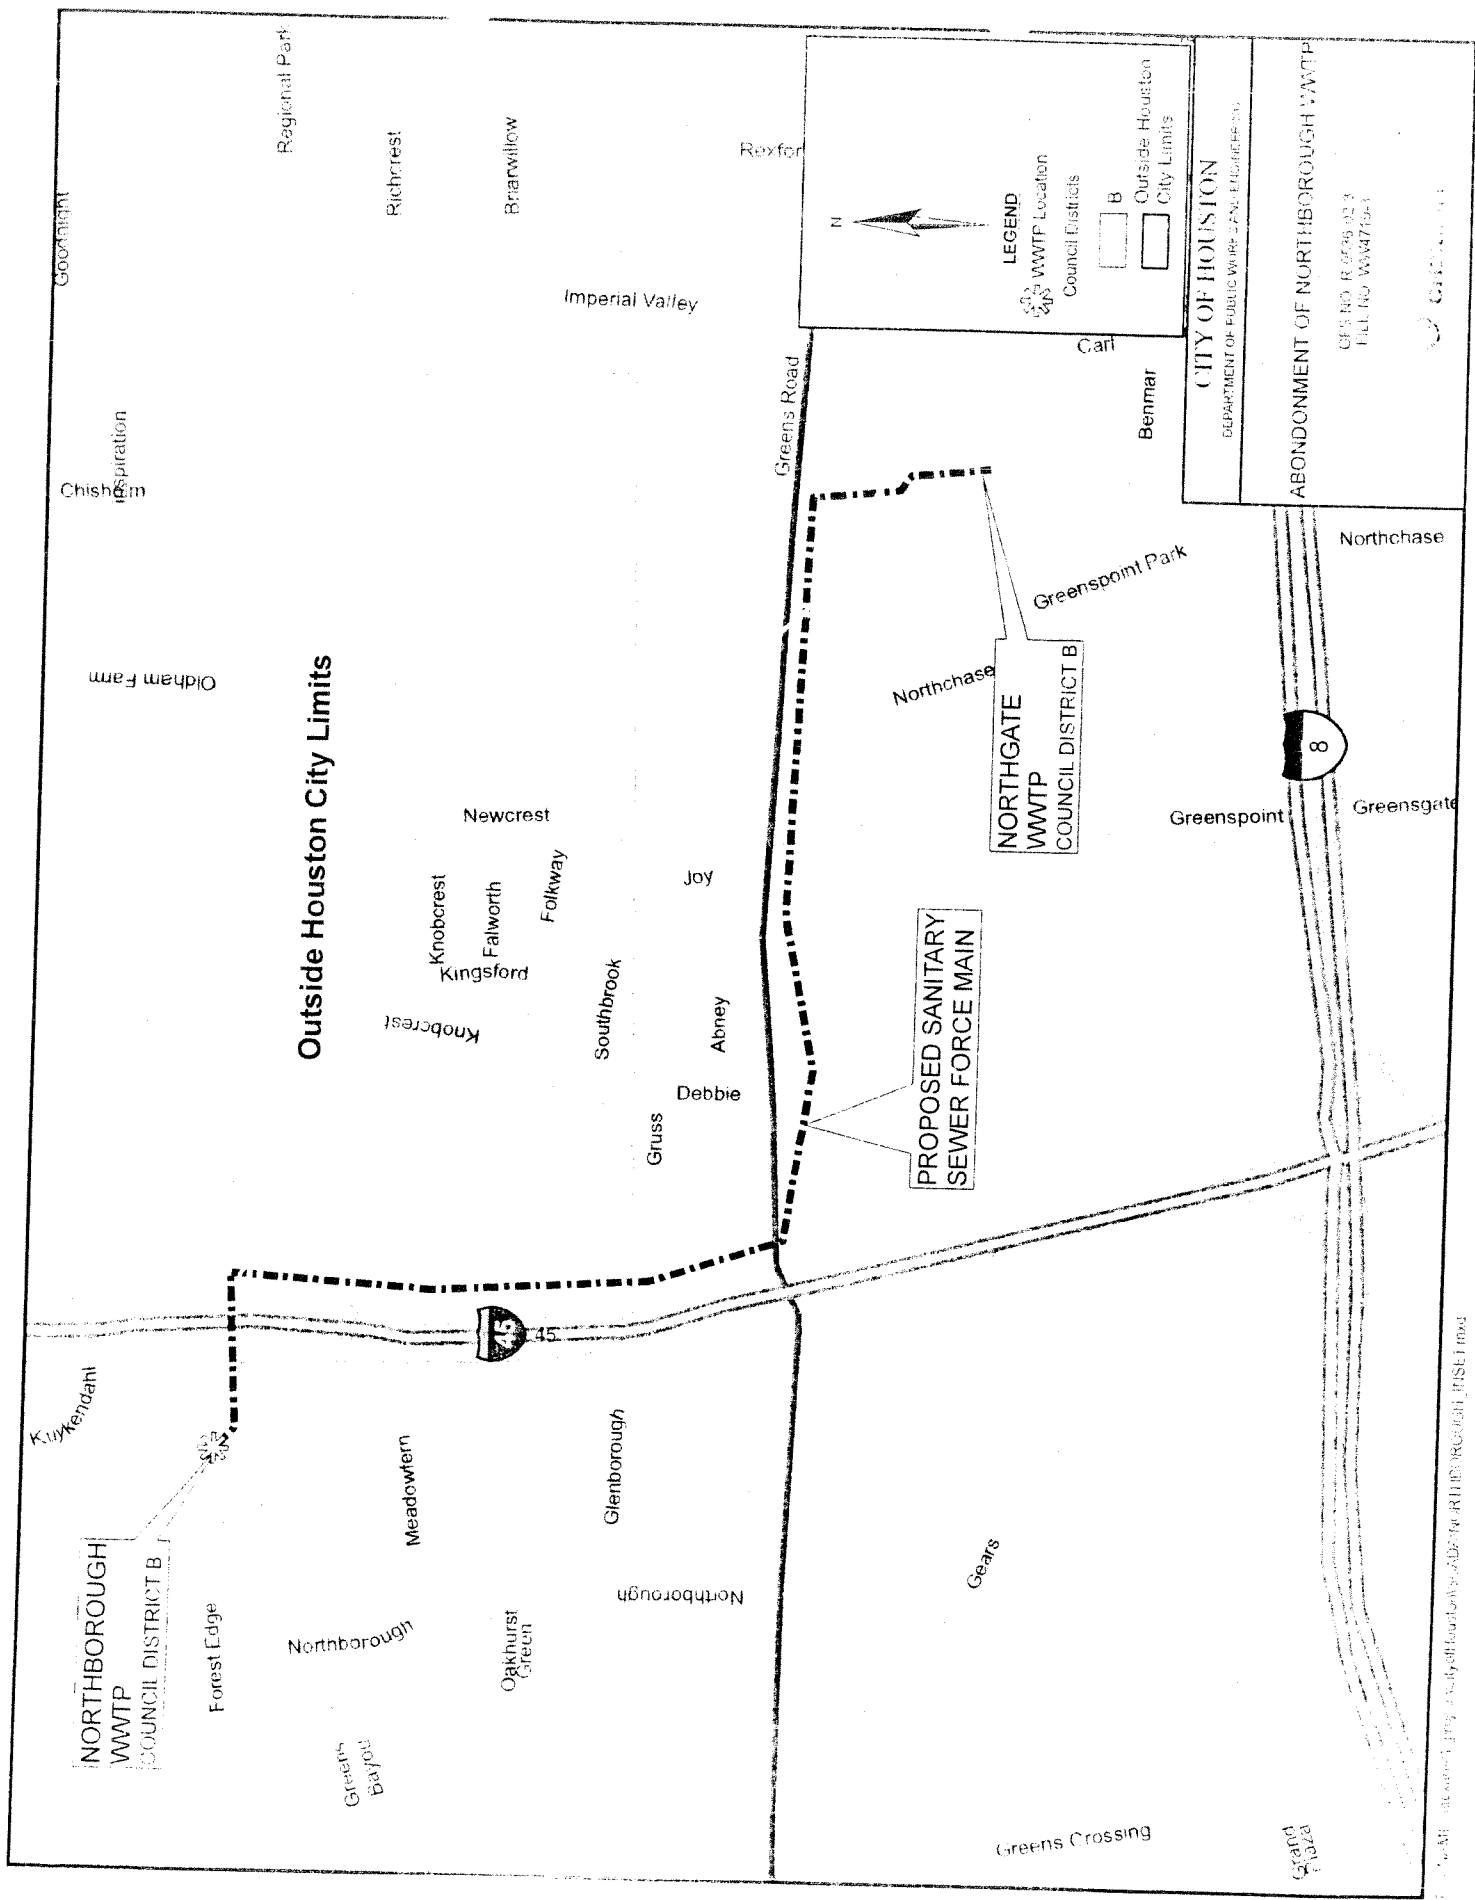 Kuykendahl
Chisholm
Inspiration
Goodnight
NORTHBOROUGH
WWTP
COUNCIL DISTRICT B
Oldham Farm
Forest Edge
Regional Park
Outside Houston City Limits
Northborough
Greens
Bayou
Richcrest
Meadowfern
Knobcrest
Knobcrest
Kingsford
Falworth
Newcrest
Briarwillow
45
45
Oakhurst
Green
Folkway
Imperial Valley
Glenborough
Southbrook
Northborough
Gruss
Debbie
Joy
Abney
Rexfor
Greens Road
N
PROPOSED SANITARY
SEWER FORCE MAIN
Northchase
Gears
NORTHGATE
WWTP
COUNCIL DISTRICT B
Greenspoint Park
LEGEND
WWTP Location
Council Districts
B
Outside Houston
City Limits
Carl
Benmar
Greens Crossing
Greenspoint
8
Greensgate
Northchase
Grand
Plaza
CITY OF HOUSTON
DEPARTMENT OF PUBLIC WORKS AND ENGINEERING
ABONDONMENT OF NORTHBOROUGH WWTP
FILE NO. WW4719-1